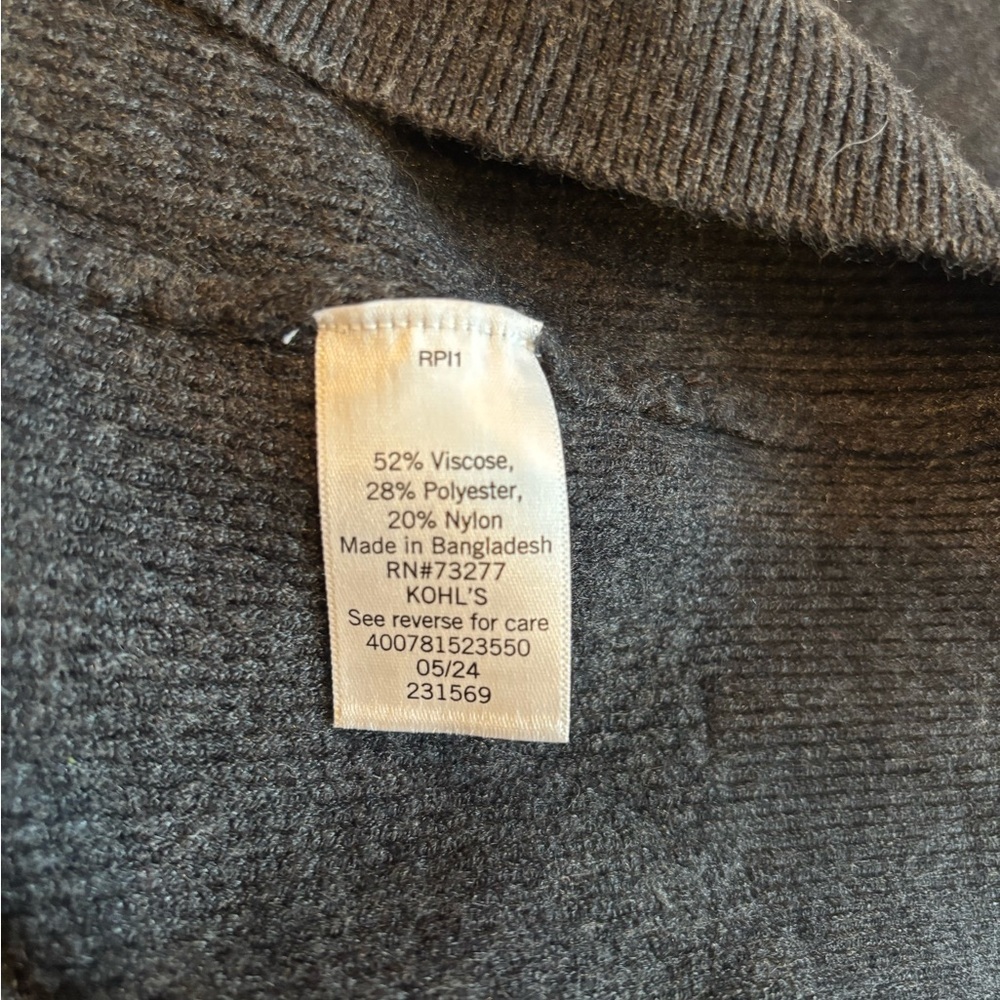 RPI1
52% Viscose,
28% Polyester,
20% Nylon
Made in Bangladesh
RN#73277
KOHL'S
See reverse for care
400781523550
05/24
231569